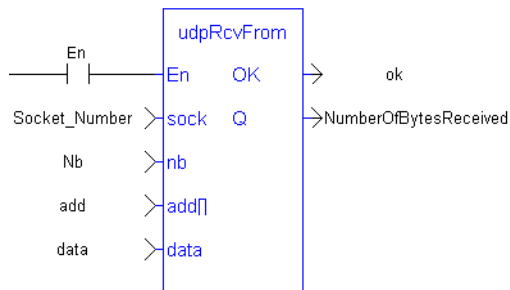 udpRcvFrom
En
En OK ok
Socket_Number sock Q NumberOfBytesReceived
Nb nb
add add[]
data data